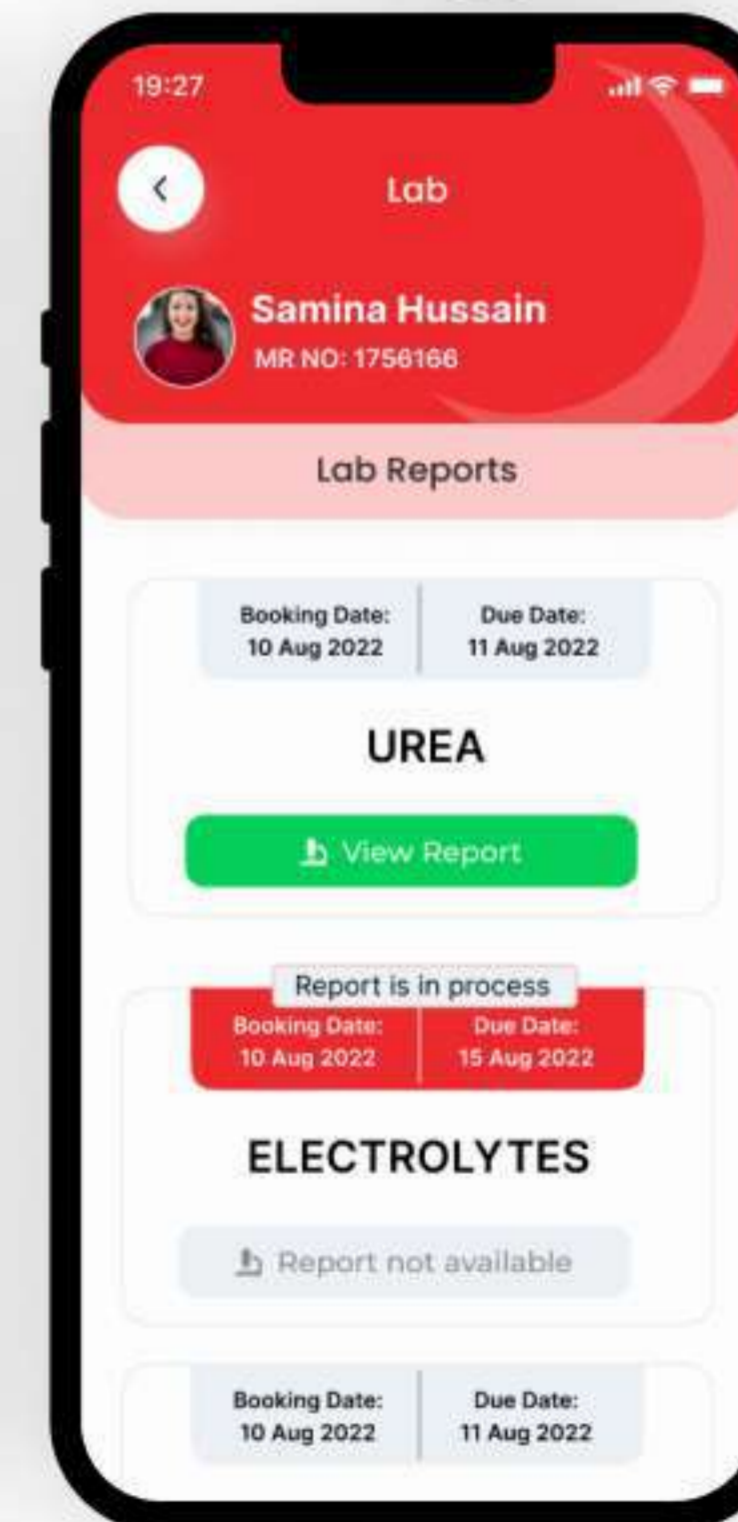 19:27
Lab
Samina Hussain
MR NO: 1756166
Lab Reports
Booking Date: Due Date:
10 Aug 2022 11 Aug 2022
UREA
View Report
Report is in process
Booking Date: Due Date:
10 Aug 2022 15 Aug 2022
ELECTROLYTES
Report not available
Booking Date: Due Date:
10 Aug 2022 11 Aug 2022